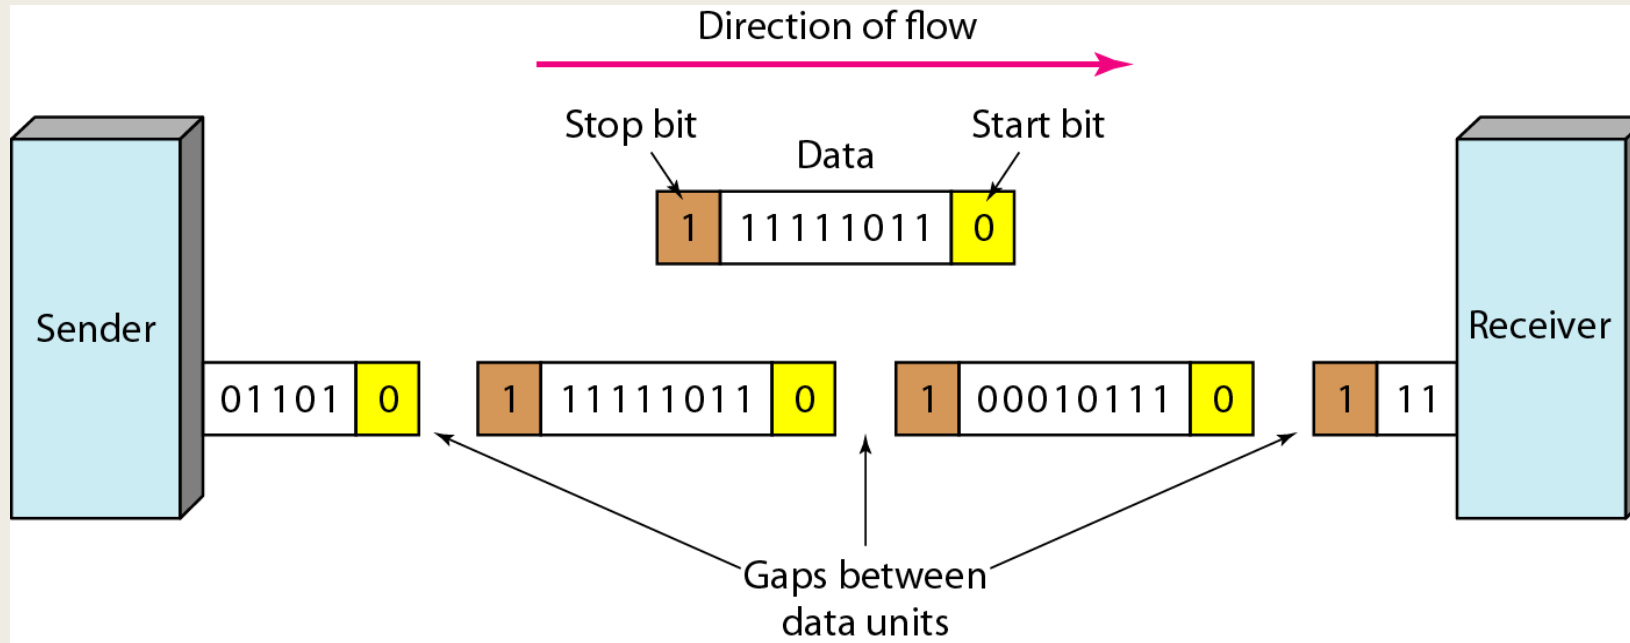 Direction of flow
Stop bit
Start bit
Data
1 11111011 0
Sender
Receiver
01101 0 1 11111011 0 1 00010111 0 1 11
Gaps between
data units